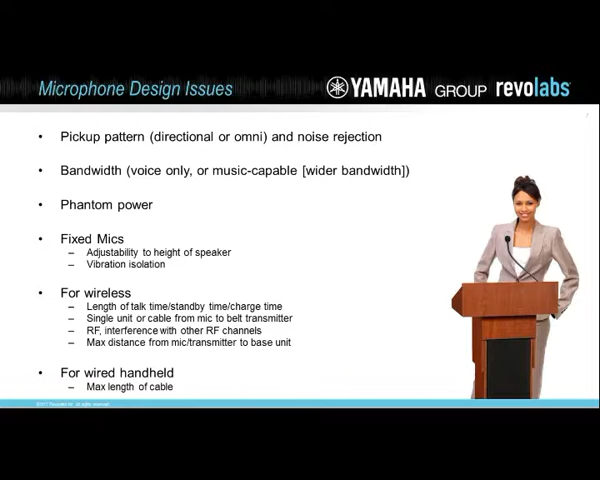 Microphone Design Issues
YAMAHA GROUP revolabs
• Pickup pattern (directional or omni) and noise rejection
• Bandwidth (voice only, or music-capable [wider bandwidth])
• Phantom power
• Fixed Mics
– Adjustability to height of speaker
– Vibration isolation
• For wireless
– Length of talk time/standby time/charge time
– Single unit or cable from mic to belt transmitter
– RF, interference with other RF channels
– Max distance from mic/transmitter to base unit
• For wired handheld
– Max length of cable